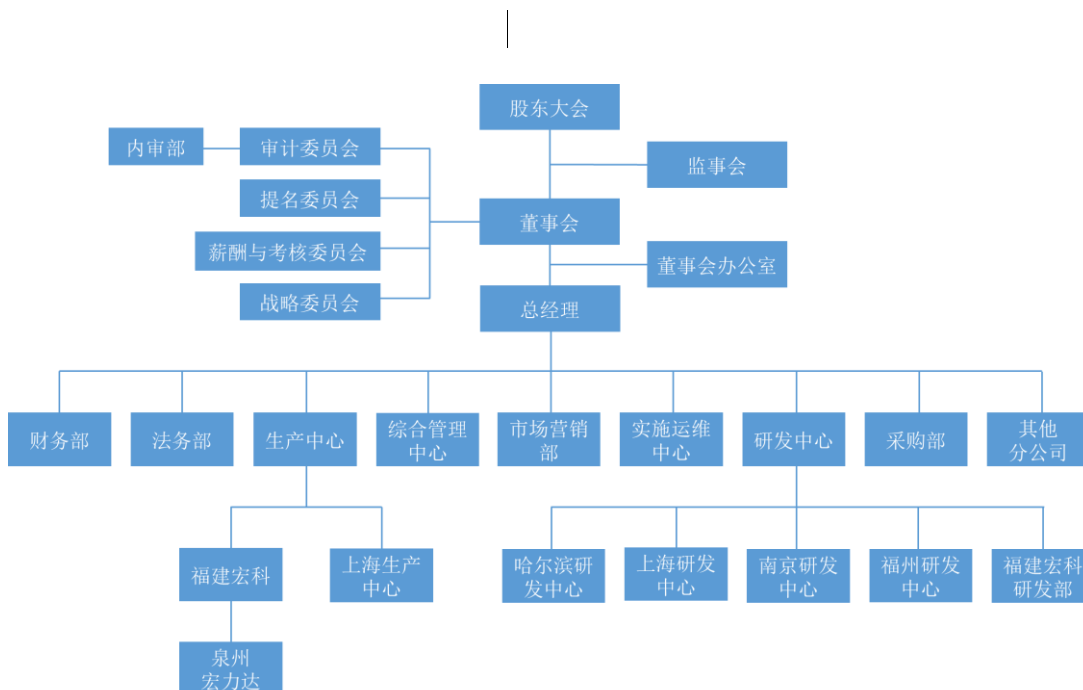 股东大会
内审部
审计委员会
监事会
提名委员会
董事会
薪酬与考核委员会
董事会办公室
战略委员会
总经理
财务部
法务部
生产中心
综合管理
中心
市场营销
部
实施运维
中心
研发中心
采购部
其他
分公司
福建宏科
上海生产
中心
哈尔滨研
发中心
上海研发
中心
南京研发
中心
福州研发
中心
福建宏科
研发部
泉州
宏力达